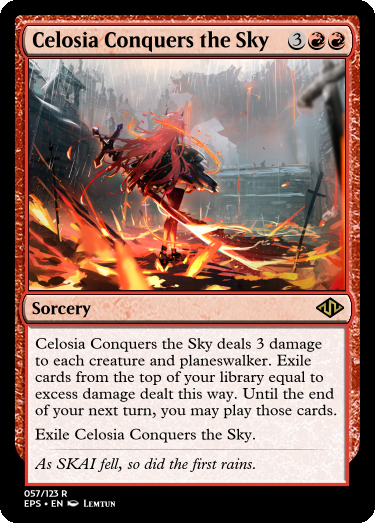 Celosia Conquers the Sky 3
Sorcery
Celosia Conquers the Sky deals 3 damage
to each creature and planeswalker. Exile
cards from the top of your library equal to
excess damage dealt this way. Until the end
of your next turn, you may play those cards.
Exile Celosia Conquers the Sky.
As SKAI fell, so did the first rains.
057/123 R
EPS • EN Lemtun